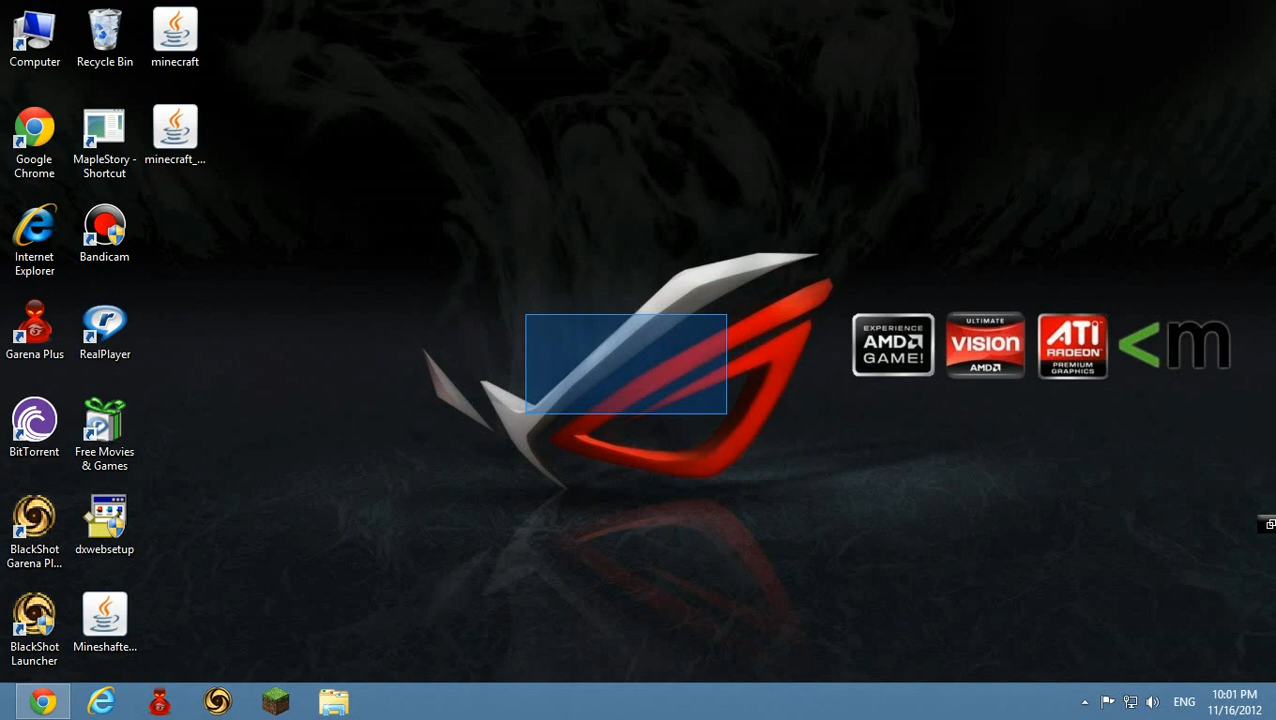 Computer
Recycle Bin
minecraft
Google
Chrome
MapleStory -
Shortcut
minecraft_...
Internet
Explorer
Bandicam
Garena Plus
RealPlayer
BitTorrent
Free Movies
& Games
BlackShot
Garena Pl...
dxwebsetup
BlackShot
Launcher
Mineshafte...
EXPERIENCE
AMD
GAME!
ULTIMATE
VISION
AMD
ATi
RADEON
PREMIUM
GRAPHICS
<m
ENG
10:01 PM
11/16/2012